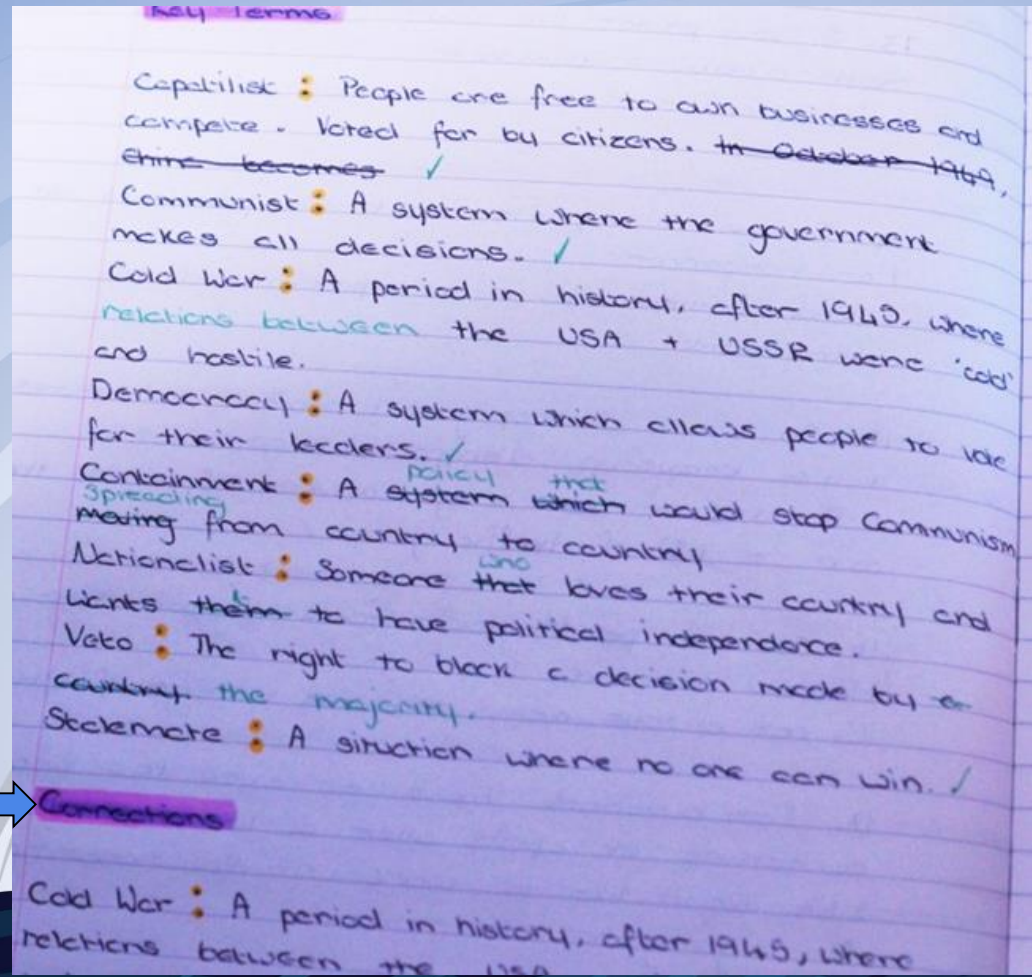 Key Terms
Capitilist : People are free to own businesses and
compete. Voted for by citizens. In October 1949,
China becomes ✓
Communist : A system where the government
makes all decisions. ✓
Cold War : A period in history, after 1945, where
relations between the USA + USSR were 'cold'
and hostile.
Democracy : A system which allows people to vote
for their leaders. ✓
policy that
Containment : A system which would stop Communism
spreading
moving from country to country
who
Nationalist : Someone that loves their country and
wants them to have political independence.
Veto : The right to block a decision made by a
country. the majority.
Stalemate : A situation where no one can win. ✓
Connections
Cold War : A period in history, after 1945, where
relations between the USA